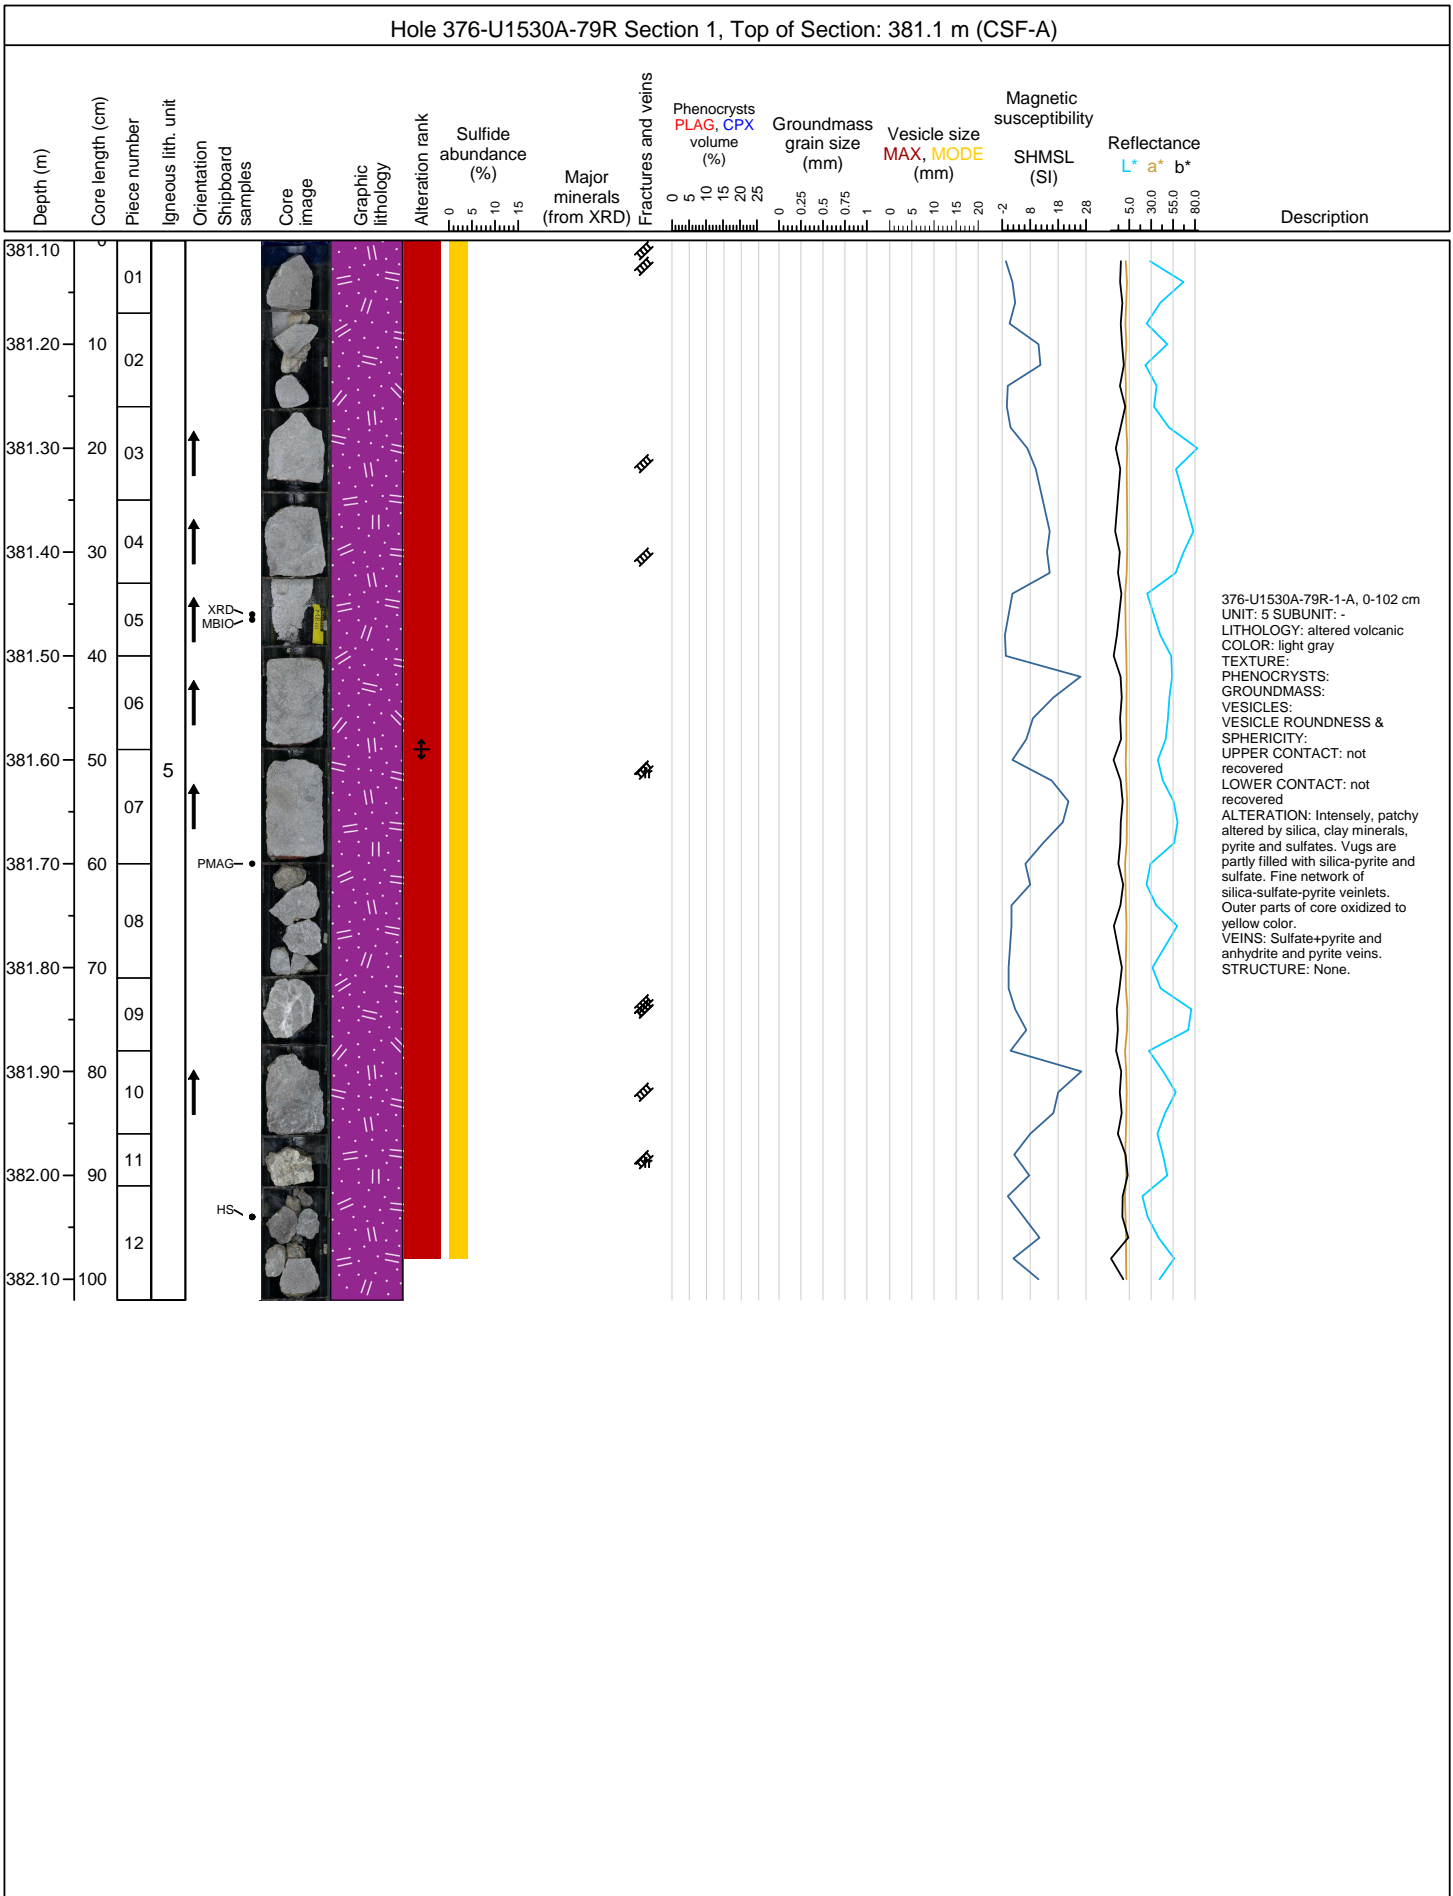 Hole 376-U1530A-79R Section 1, Top of Section: 381.1 m (CSF-A)
Depth (m)
Core length (cm)
Piece number
Igneous lith. unit
Orientation
Shipboard
samples
Core
image
Graphic
lithology
Alteration rank
Sulfide
abundance
(%)
0 5 10 15
Major
minerals
(from XRD)
Fractures and veins
Phenocrysts
PLAG, CPX
volume
(%)
0 5 10 15 20 25
Groundmass
grain size
(mm)
0 0.25 0.5 0.75 1
Vesicle size
MAX, MODE
(mm)
0 5 10 15 20
Magnetic
susceptibility
SHMSL
(SI)
-2 8 18 28
Reflectance
L* a* b*
5.0 30.0 55.0 80.0
Description
381.10 0
01
381.20 10 02
381.30 20 03
381.40 30 04
05
XRD
MBIO
381.50 40
06
381.60 50
5
07
381.70 60
PMAG
08
381.80 70
09
381.90 80
10
11
382.00 90
HS
12
382.10 100
376-U1530A-79R-1-A, 0-102 cm
UNIT: 5 SUBUNIT: -
LITHOLOGY: altered volcanic
COLOR: light gray
TEXTURE:
PHENOCRYSTS:
GROUNDMASS:
VESICLES:
VESICLE ROUNDNESS &
SPHERICITY:
UPPER CONTACT: not
recovered
LOWER CONTACT: not
recovered
ALTERATION: Intensely, patchy
altered by silica, clay minerals,
pyrite and sulfates. Vugs are
partly filled with silica-pyrite and
sulfate. Fine network of
silica-sulfate-pyrite veinlets.
Outer parts of core oxidized to
yellow color.
VEINS: Sulfate+pyrite and
anhydrite and pyrite veins.
STRUCTURE: None.